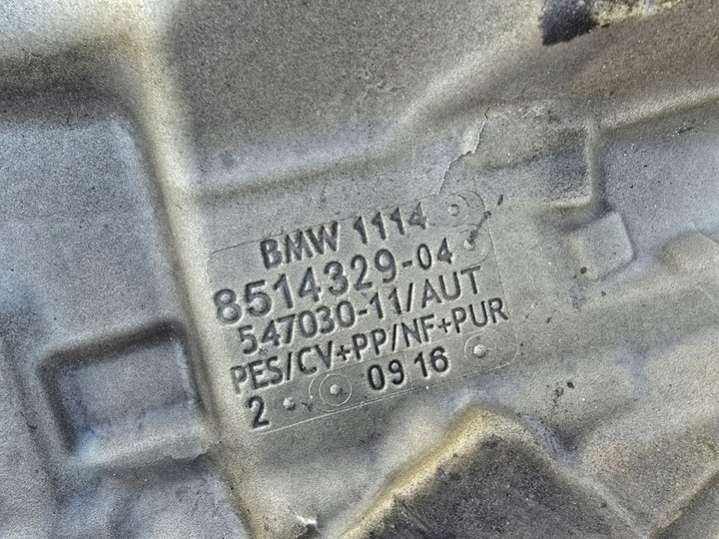 BMW 1114
8514329-04
547030-11/AUT
PES/CV+PP/NF+PUR
2 09 16